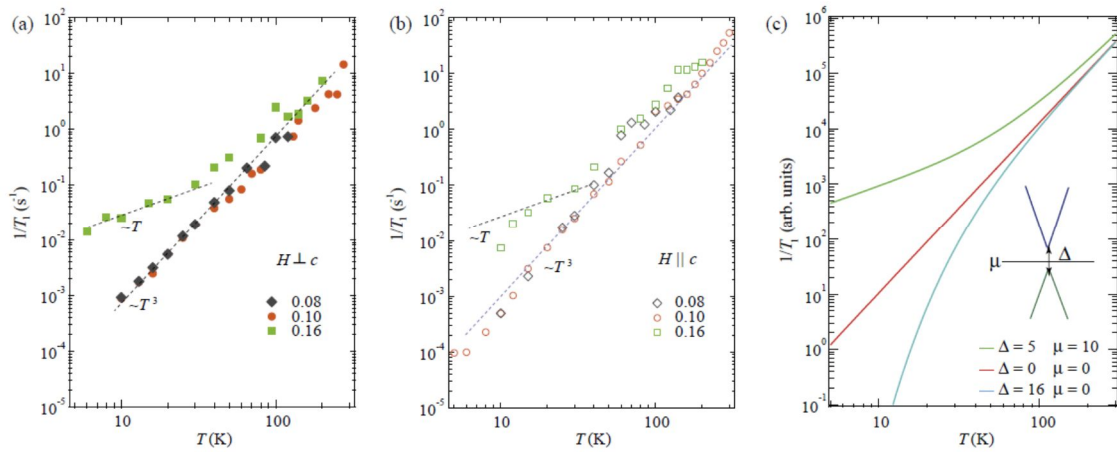 (a)
10²
10¹
10⁰
10⁻¹
10⁻²
10⁻³
10⁻⁴
10⁻⁵
1/T₁ (s⁻¹)
~T
~T³
H ⊥ c
0.08
0.10
0.16
10
100
T (K)
(b)
10²
10¹
10⁰
10⁻¹
10⁻²
10⁻³
10⁻⁴
10⁻⁵
1/T₁ (s⁻¹)
~T
~T³
H || c
0.08
0.10
0.16
10
100
T (K)
(c)
10⁶
10⁵
10⁴
10³
10²
10¹
10⁰
10⁻¹
1/T₁ (arb. units)
μ
Δ
Δ = 5 μ = 10
Δ = 0 μ = 0
Δ = 16 μ = 0
10
100
T (K)